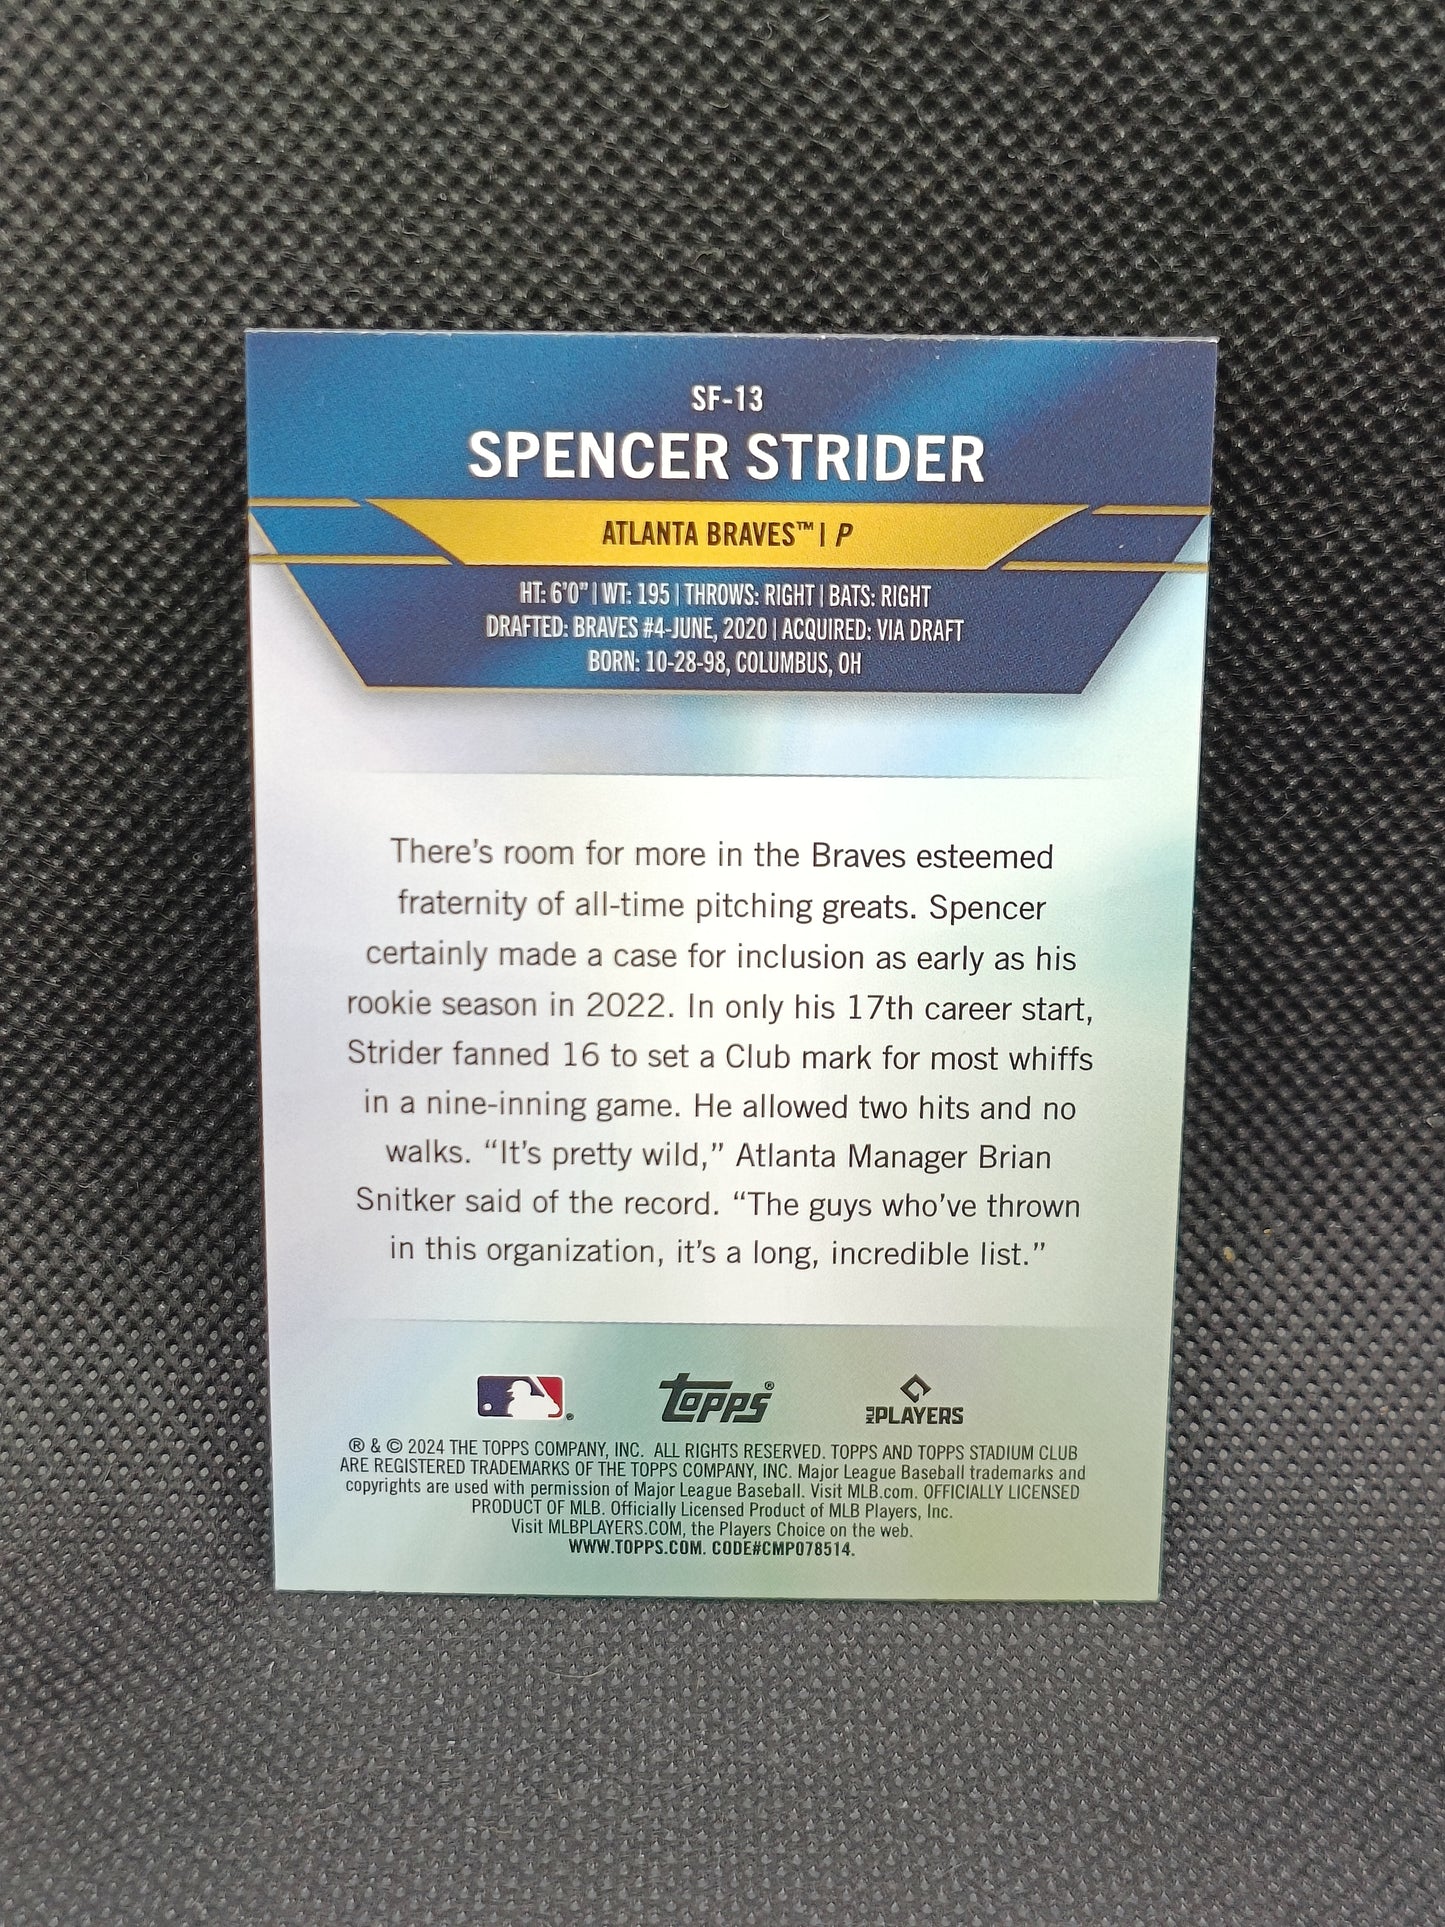 SF-13
SPENCER STRIDER
ATLANTA BRAVES™ | P
HT: 6'0" | WT: 195 | THROWS: RIGHT | BATS: RIGHT
DRAFTED: BRAVES #4-JUNE, 2020 | ACQUIRED: VIA DRAFT
BORN: 10-28-98, COLUMBUS, OH
There's room for more in the Braves esteemed
fraternity of all-time pitching greats. Spencer
certainly made a case for inclusion as early as his
rookie season in 2022. In only his 17th career start,
Strider fanned 16 to set a Club mark for most whiffs
in a nine-inning game. He allowed two hits and no
walks. “It's pretty wild,” Atlanta Manager Brian
Snitker said of the record. “The guys who've thrown
in this organization, it's a long, incredible list.”
Topps®
MLB PLAYERS
® & © 2024 THE TOPPS COMPANY, INC. ALL RIGHTS RESERVED. TOPPS AND TOPPS STADIUM CLUB
ARE REGISTERED TRADEMARKS OF THE TOPPS COMPANY, INC. Major League Baseball trademarks and
copyrights are used with permission of Major League Baseball. Visit MLB.com. OFFICIALLY LICENSED
PRODUCT OF MLB. Officially Licensed Product of MLB Players, Inc.
Visit MLBPLAYERS.COM, the Players Choice on the web.
WWW.TOPPS.COM. CODE#CMP078514.